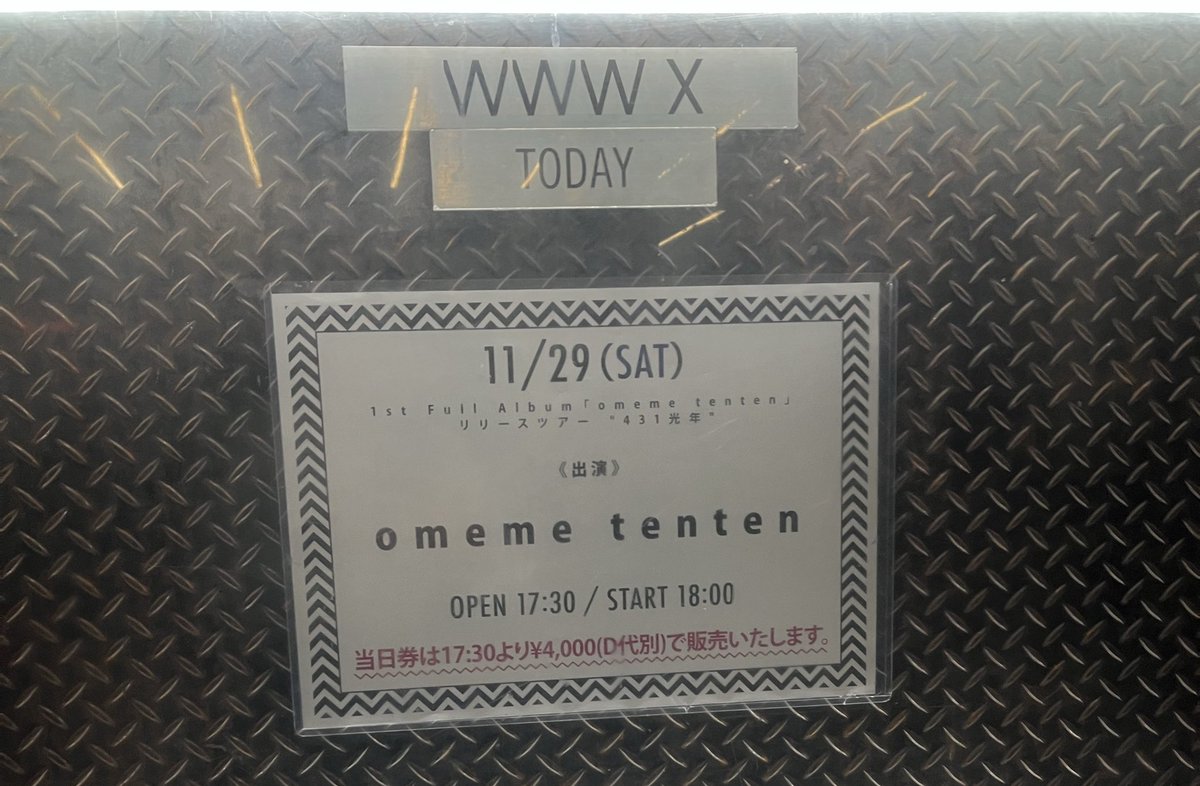 WWW X
TODAY
11/29(SAT)
1st Full Album「omeme tenten」
リリースツアー "431光年"
《出演》
omeme tenten
OPEN 17:30 / START 18:00
当日券は17:30より¥4,000(D代別)で販売いたします。